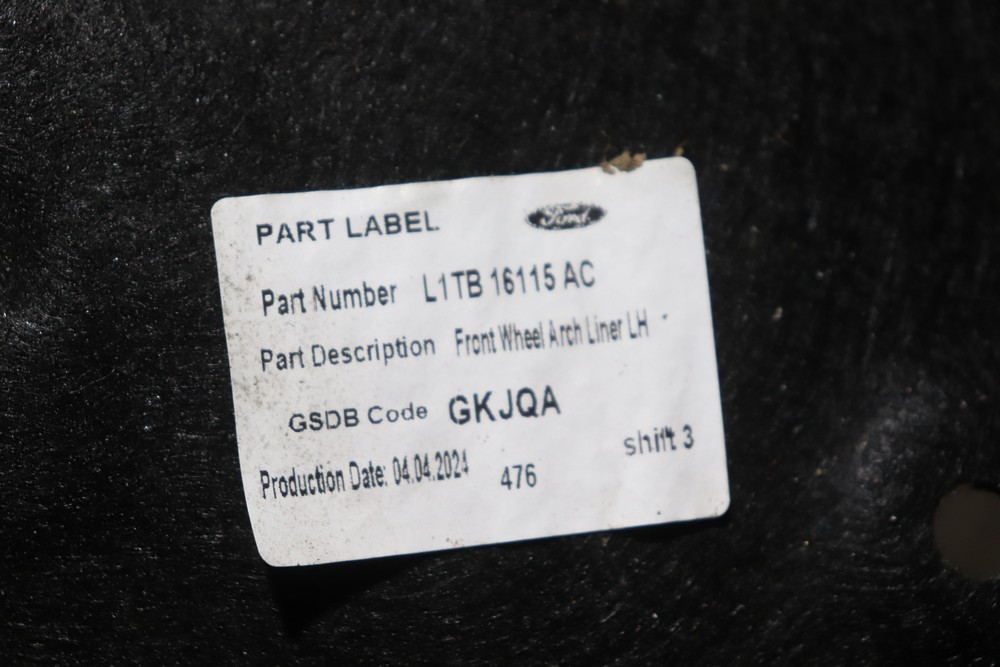 PART LABEL Ford
Part Number L1TB 16115 AC
Part Description Front Wheel Arch Liner LH
GSDB Code GKJQA
shift 3
Production Date: 04.04.2024 476